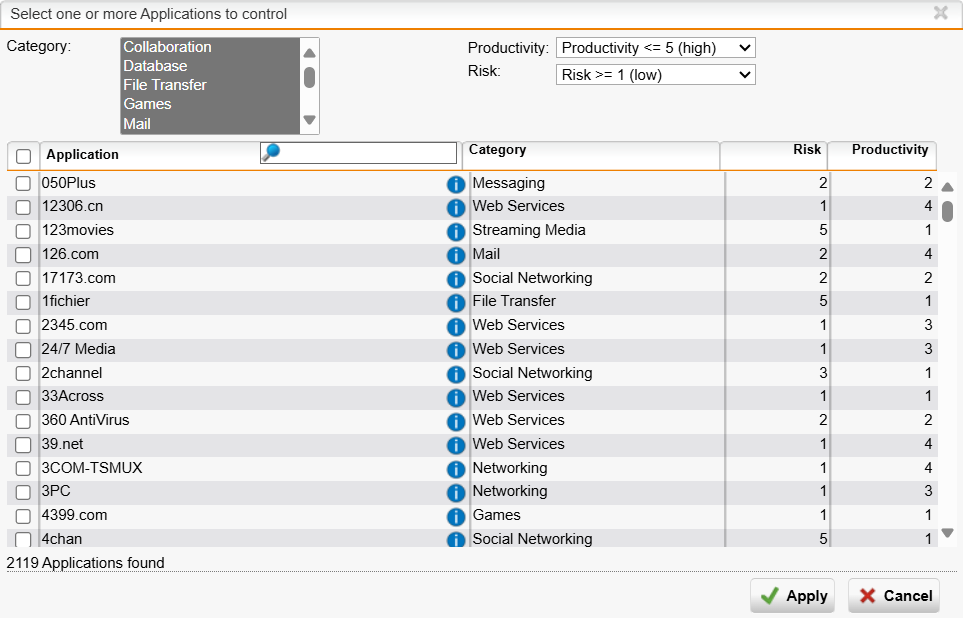 Select one or more Applications to control
Category:
Collaboration
Database
File Transfer
Games
Mail
Productivity: Productivity <= 5 (high)
Risk: Risk >= 1 (low)
Application Category Risk Productivity
050Plus Messaging 2 2
12306.cn Web Services 1 4
123movies Streaming Media 5 1
126.com Mail 2 4
17173.com Social Networking 2 2
1fichier File Transfer 5 1
2345.com Web Services 1 3
24/7 Media Web Services 1 3
2channel Social Networking 3 1
33Across Web Services 1 1
360 AntiVirus Web Services 2 2
39.net Web Services 1 4
3COM-TSMUX Networking 1 4
3PC Networking 1 3
4399.com Games 1 1
4chan Social Networking 5 1
2119 Applications found
Apply Cancel